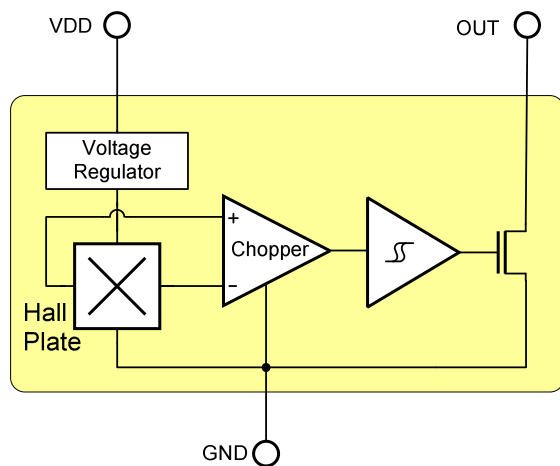 VDD
OUT
Voltage
Regulator
+
Chopper
−
Hall
Plate
GND